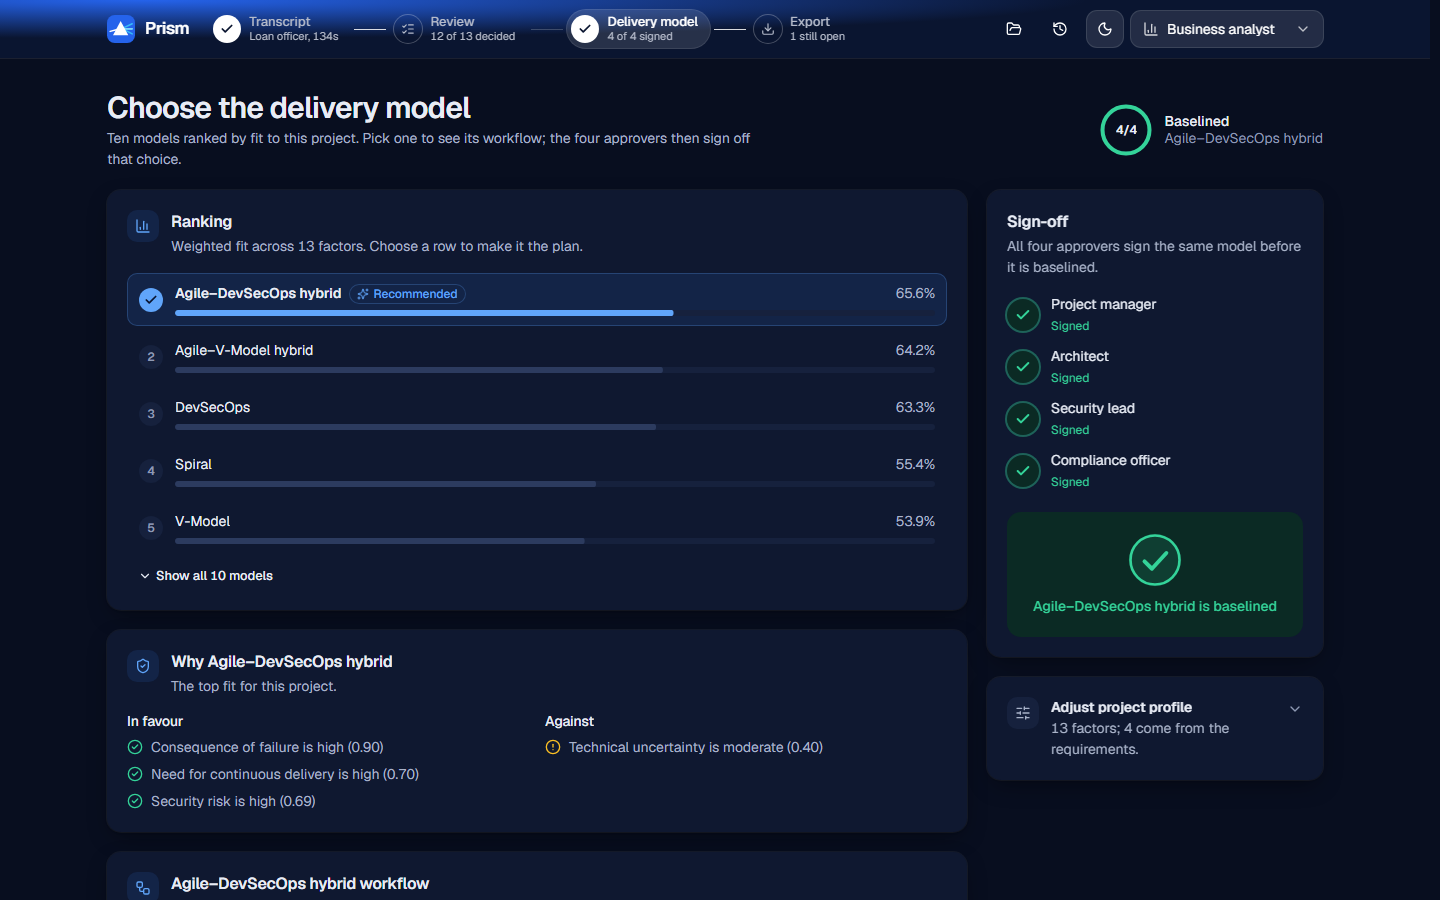 Prism
Transcript
Loan officer, 134s
Review
12 of 13 decided
Delivery model
4 of 4 signed
Export
1 still open
Business analyst
Choose the delivery model
Ten models ranked by fit to this project. Pick one to see its workflow; the four approvers then sign off
that choice.
4/4
Baselined
Agile–DevSecOps hybrid
Ranking
Weighted fit across 13 factors. Choose a row to make it the plan.
Agile–DevSecOps hybrid Recommended 65.6%
2 Agile–V-Model hybrid 64.2%
3 DevSecOps 63.3%
4 Spiral 55.4%
5 V-Model 53.9%
Show all 10 models
Sign-off
All four approvers sign the same model before
it is baselined.
Project manager
Signed
Architect
Signed
Security lead
Signed
Compliance officer
Signed
Agile–DevSecOps hybrid is baselined
Why Agile–DevSecOps hybrid
The top fit for this project.
In favour
Consequence of failure is high (0.90)
Need for continuous delivery is high (0.70)
Security risk is high (0.69)
Against
Technical uncertainty is moderate (0.40)
Adjust project profile
13 factors; 4 come from the
requirements.
Agile–DevSecOps hybrid workflow